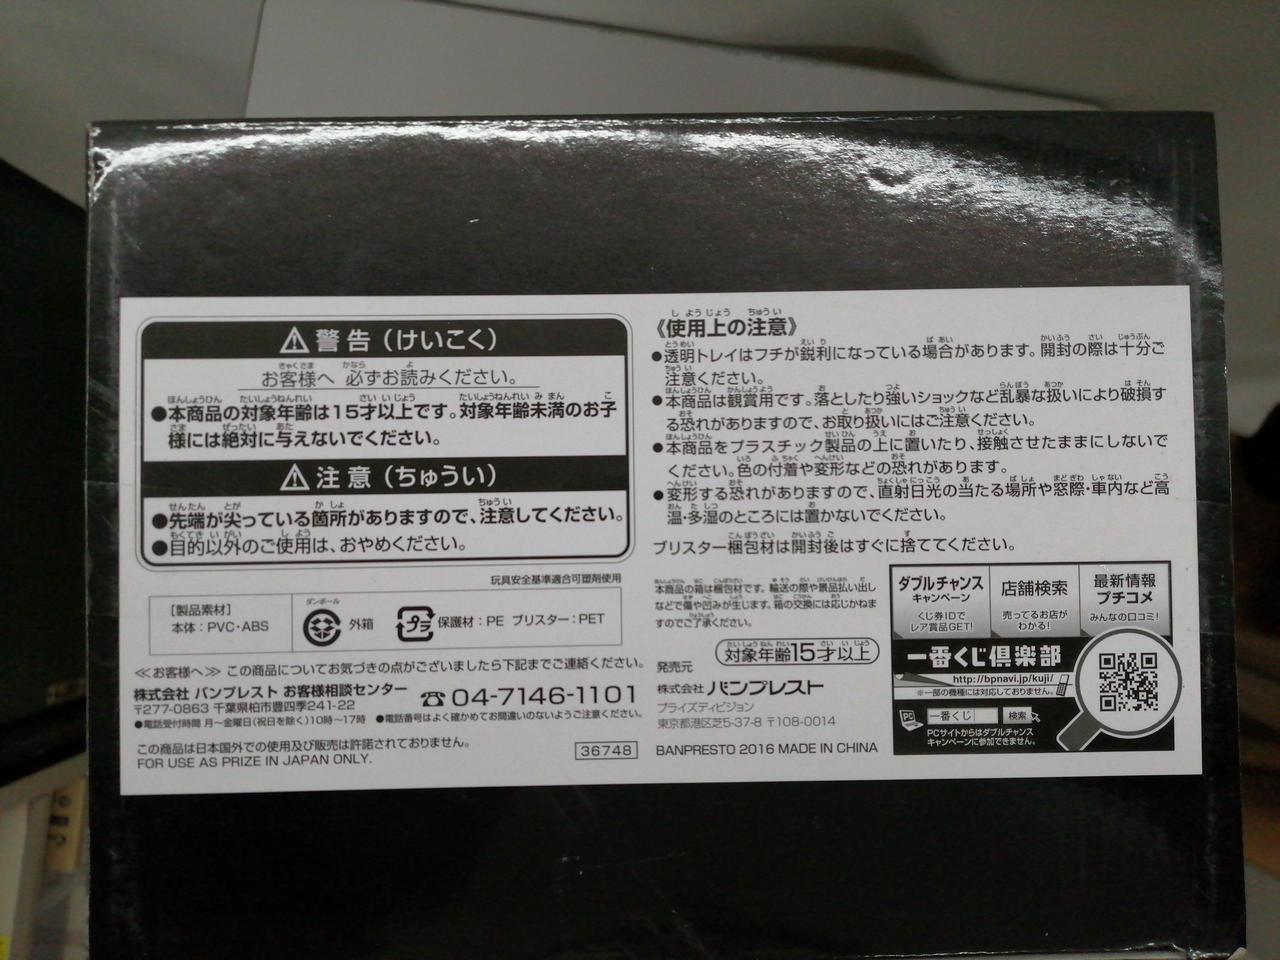 警告(けいこく)
お客様へ 必ずお読みください。
●本商品の対象年齢は15才以上です。対象年齢未満のお子
様には絶対に与えないでください。
注意(ちゅうい)
●先端が尖っている箇所がありますので、注意してください。
●目的以外のご使用は、おやめください。
玩具安全基準適合可塑剤使用
[製品素材]
本体:PVC・ABS
ダンボール
外箱
プラ
保護材:PE ブリスター:PET
≪お客様へ≫ この商品についてお気づきの点がございましたら下記までご連絡ください。
株式会社 バンプレスト お客様相談センター
〒277-0863 千葉県柏市豊四季241-22
☎04-7146-1101
●電話受付時間 月~金曜日(祝日を除く)10時~17時 ●電話番号はよく確かめてお間違いのないようご注意ください。
この商品は日本国外での使用及び販売は許諾されておりません。
FOR USE AS PRIZE IN JAPAN ONLY.
36748
《使用上の注意》
●透明トレイはフチが鋭利になっている場合があります。開封の際は十分ご
注意ください。
●本商品は観賞用です。落としたり強いショックなど乱暴な扱いにより破損す
る恐れがありますので、お取り扱いにはご注意ください。
●本商品をプラスチック製品の上に置いたり、接触させたままにしないで
ください。色の付着や変形などの恐れがあります。
●変形する恐れがありますので、直射日光の当たる場所や窓際・車内など高
温・多湿のところには置かないでください。
ブリスター梱包材は開封後はすぐに捨ててください。
本商品の箱は梱包材です。輸送の際や景品払い出し
などで傷や凹みが生じます。箱の交換には応じかねま
すのでご了承ください。
対象年齢15才以上
発売元
株式会社 バンプレスト
プライズディビジョン
東京都港区芝5-37-8 〒108-0014
BANPRESTO 2016 MADE IN CHINA
ダブルチャンス
キャンペーン
くじ券IDで
レア賞品GET!
店舗検索
売ってるお店が
わかる!
最新情報
プチコメ
みんなの口コミ!
一番くじ倶楽部
http://bpnavi.jp/kuji/
※一部の機種には対応しておりません。
PC
一番くじ 検索
PCサイトからはダブルチャンス
キャンペーンに参加できません。